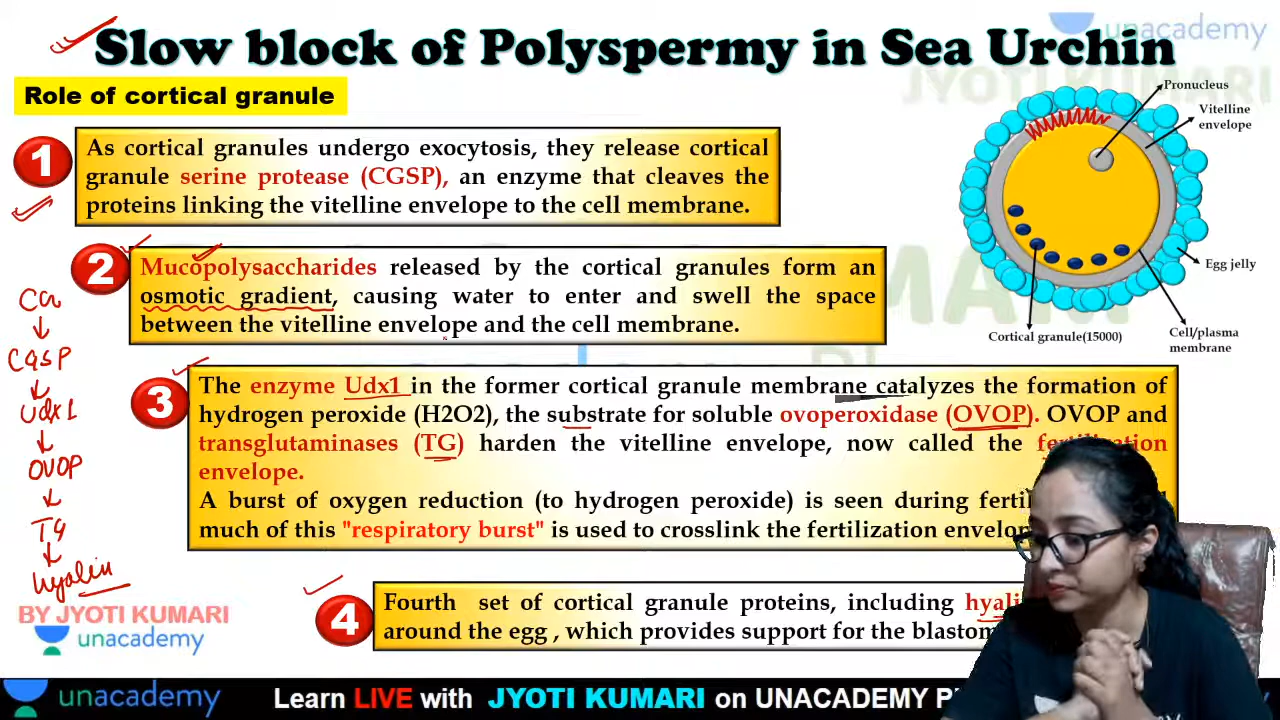 Slow block of Polyspermy in Sea Urchin
unacademy
JYOTI KUMARI
Role of cortical granule
1
As cortical granules undergo exocytosis, they release cortical
granule serine protease (CGSP), an enzyme that cleaves the
proteins linking the vitelline envelope to the cell membrane.
Pronucleus
Vitelline
envelope
Egg jelly
Cell/plasma
membrane
Cortical granule(15000)
2
Mucopolysaccharides released by the cortical granules form an
osmotic gradient, causing water to enter and swell the space
between the vitelline envelope and the cell membrane.
Ca
CGSP
Udx1
OVOP
TG
hyalin
3
The enzyme Udx1 in the former cortical granule membrane catalyzes the formation of
hydrogen peroxide (H2O2), the substrate for soluble ovoperoxidase (OVOP). OVOP and
transglutaminases (TG) harden the vitelline envelope, now called the fertilization
envelope.
A burst of oxygen reduction (to hydrogen peroxide) is seen during
much of this "respiratory burst" is used to crosslink the fertilization
4
Fourth set of cortical granule proteins, including
around the egg , which provides support for the
BY JYOTI KUMARI
unacademy
unacademy
Learn LIVE with JYOTI KUMARI on UNACADEMY